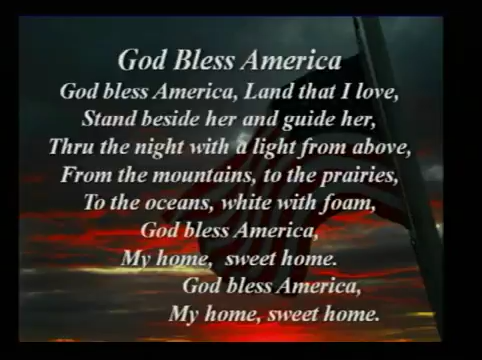 God Bless America
God bless America, Land that I love,
Stand beside her and guide her,
Thru the night with a light from above,
From the mountains, to the prairies,
To the oceans, white with foam,
God bless America,
My home, sweet home.
God bless America,
My home, sweet home.